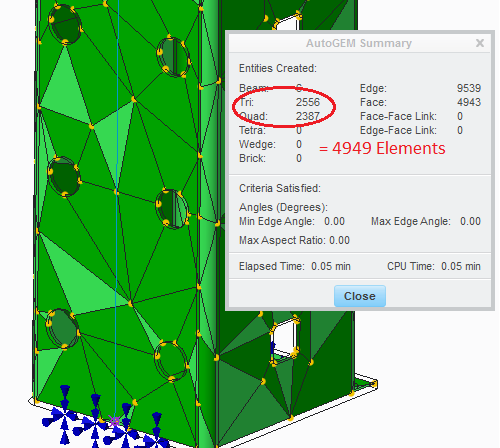 AutoGEM Summary
Entities Created:
Beam: 0 Edge: 9539
Tri: 2556 Face: 4943
Quad: 2387 Face-Face Link: 0
Tetra: 0 Edge-Face Link: 0
Wedge: 0
Brick: 0
= 4949 Elements
Criteria Satisfied:
Angles (Degrees):
Min Edge Angle: 0.00 Max Edge Angle: 0.00
Max Aspect Ratio: 0.00
Elapsed Time: 0.05 min CPU Time: 0.05 min
Close